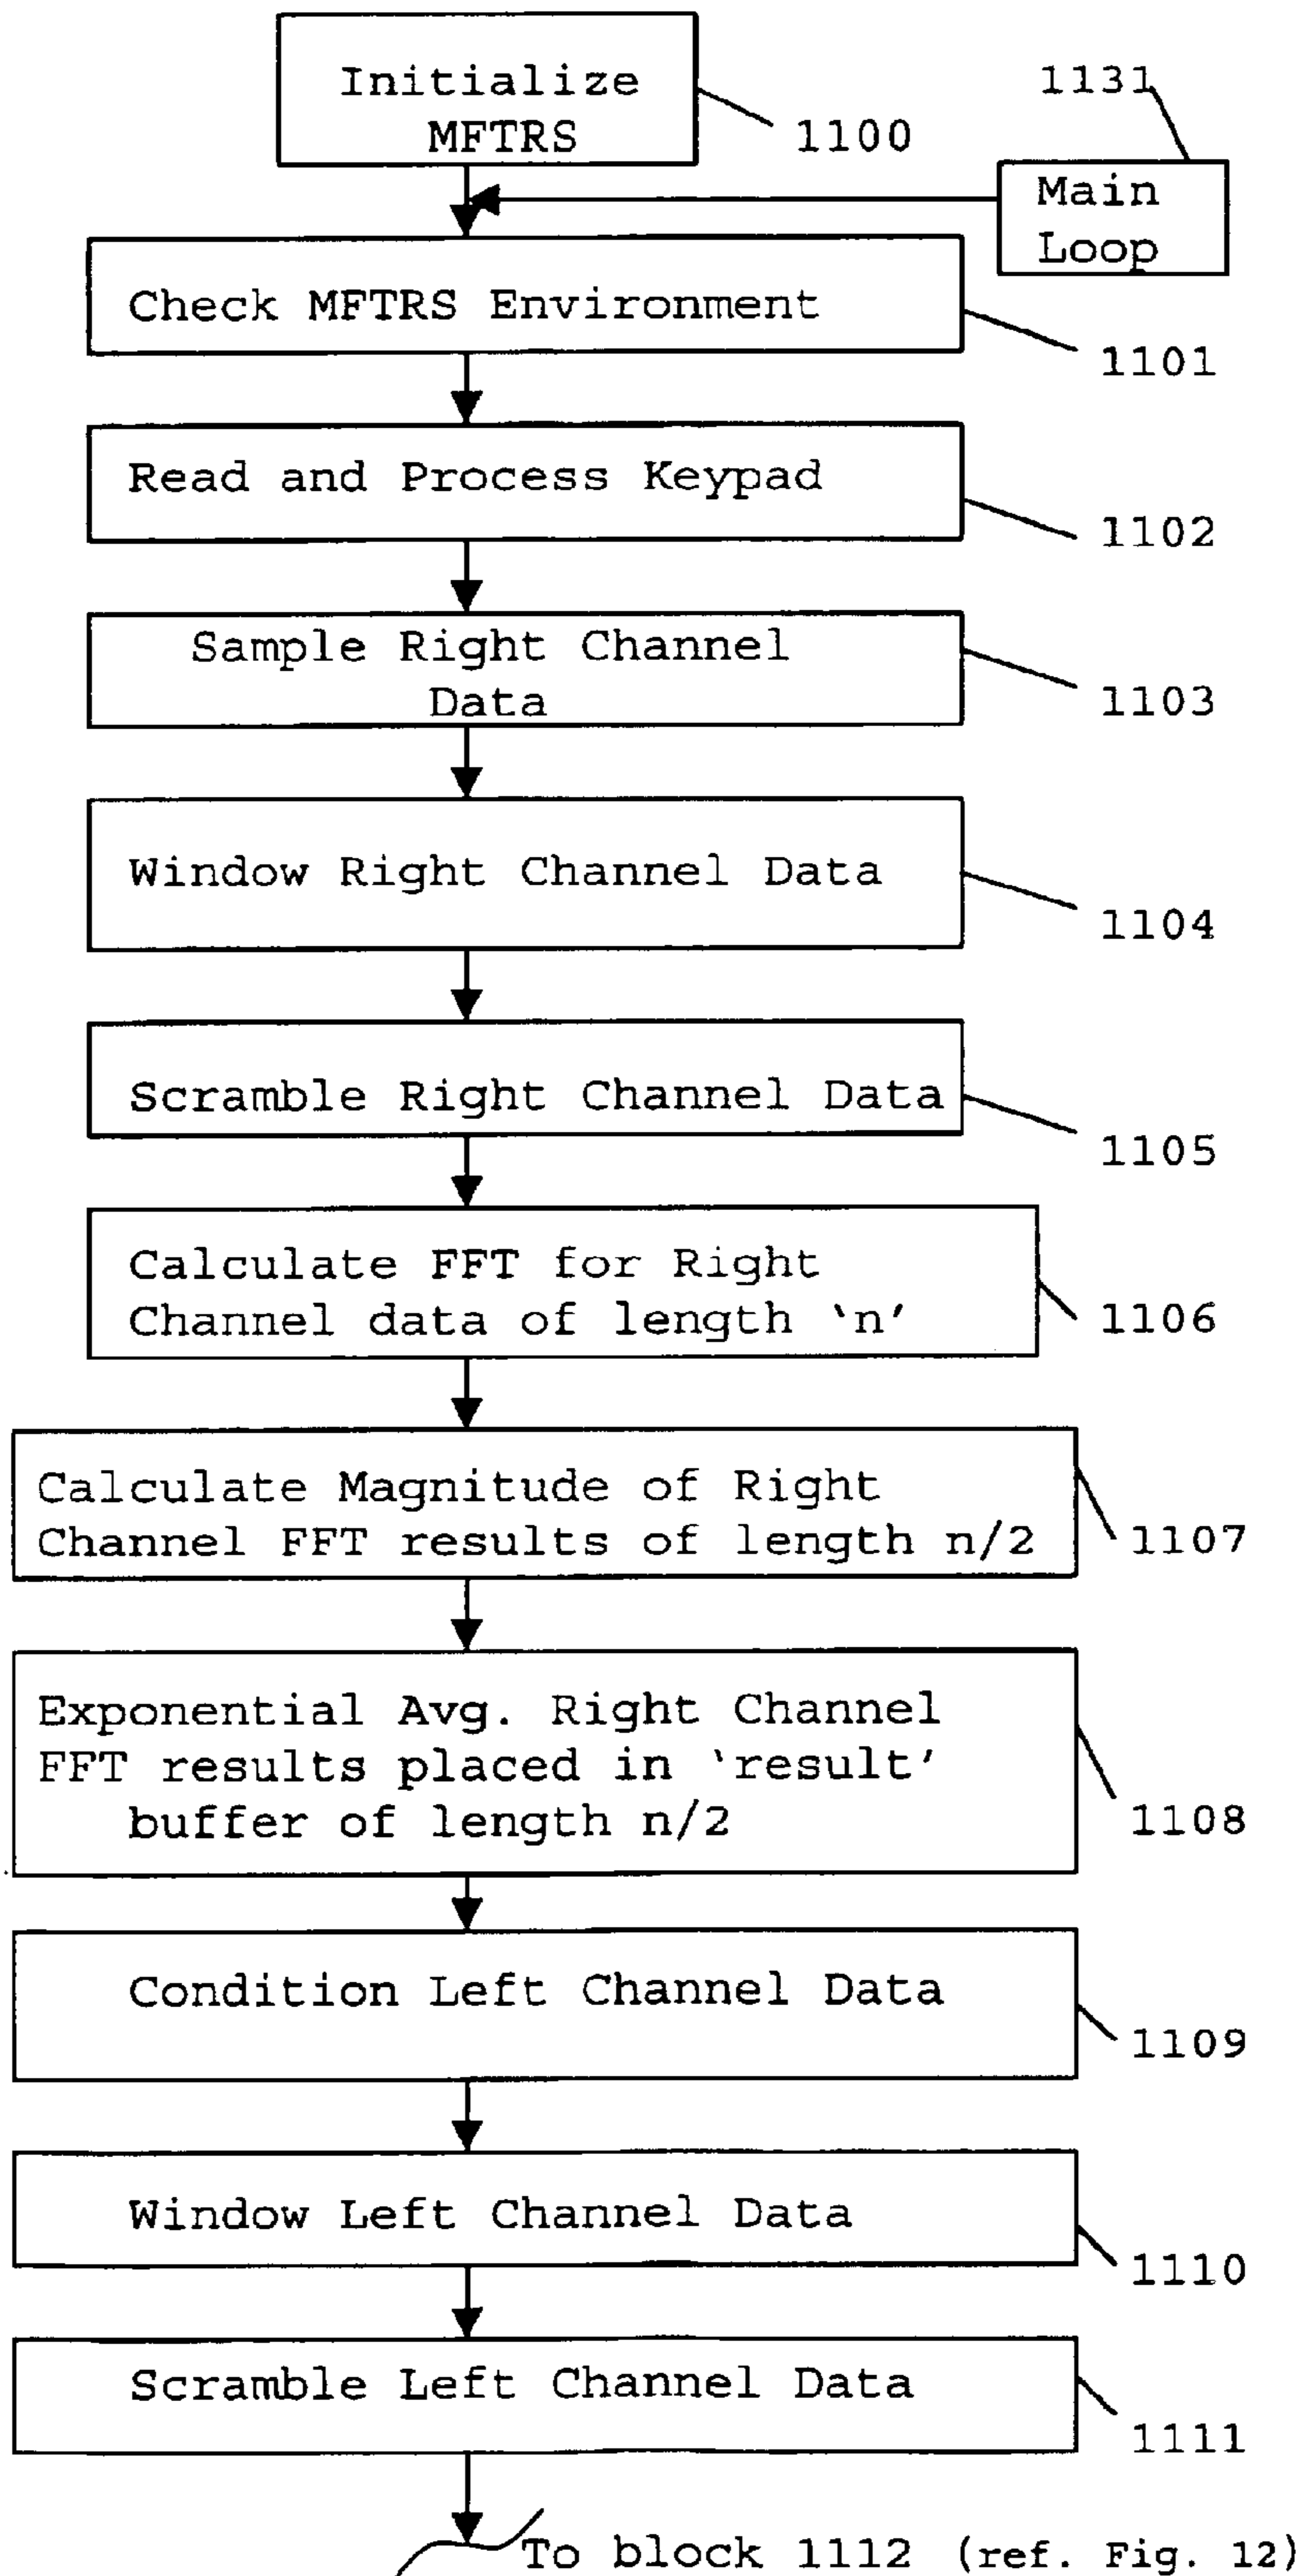 Initialize
MFTRS
1100
1131
Main
Loop
Check MFTRS Environment
1101
Read and Process Keypad
1102
Sample Right Channel
Data
1103
Window Right Channel Data
1104
Scramble Right Channel Data
1105
Calculate FFT for Right
Channel data of length ‘n’
1106
Calculate Magnitude of Right
Channel FFT results of length n/2
1107
Exponential Avg. Right Channel
FFT results placed in ‘result’
buffer of length n/2
1108
Condition Left Channel Data
1109
Window Left Channel Data
1110
Scramble Left Channel Data
1111
To block 1112 (ref. Fig. 12)